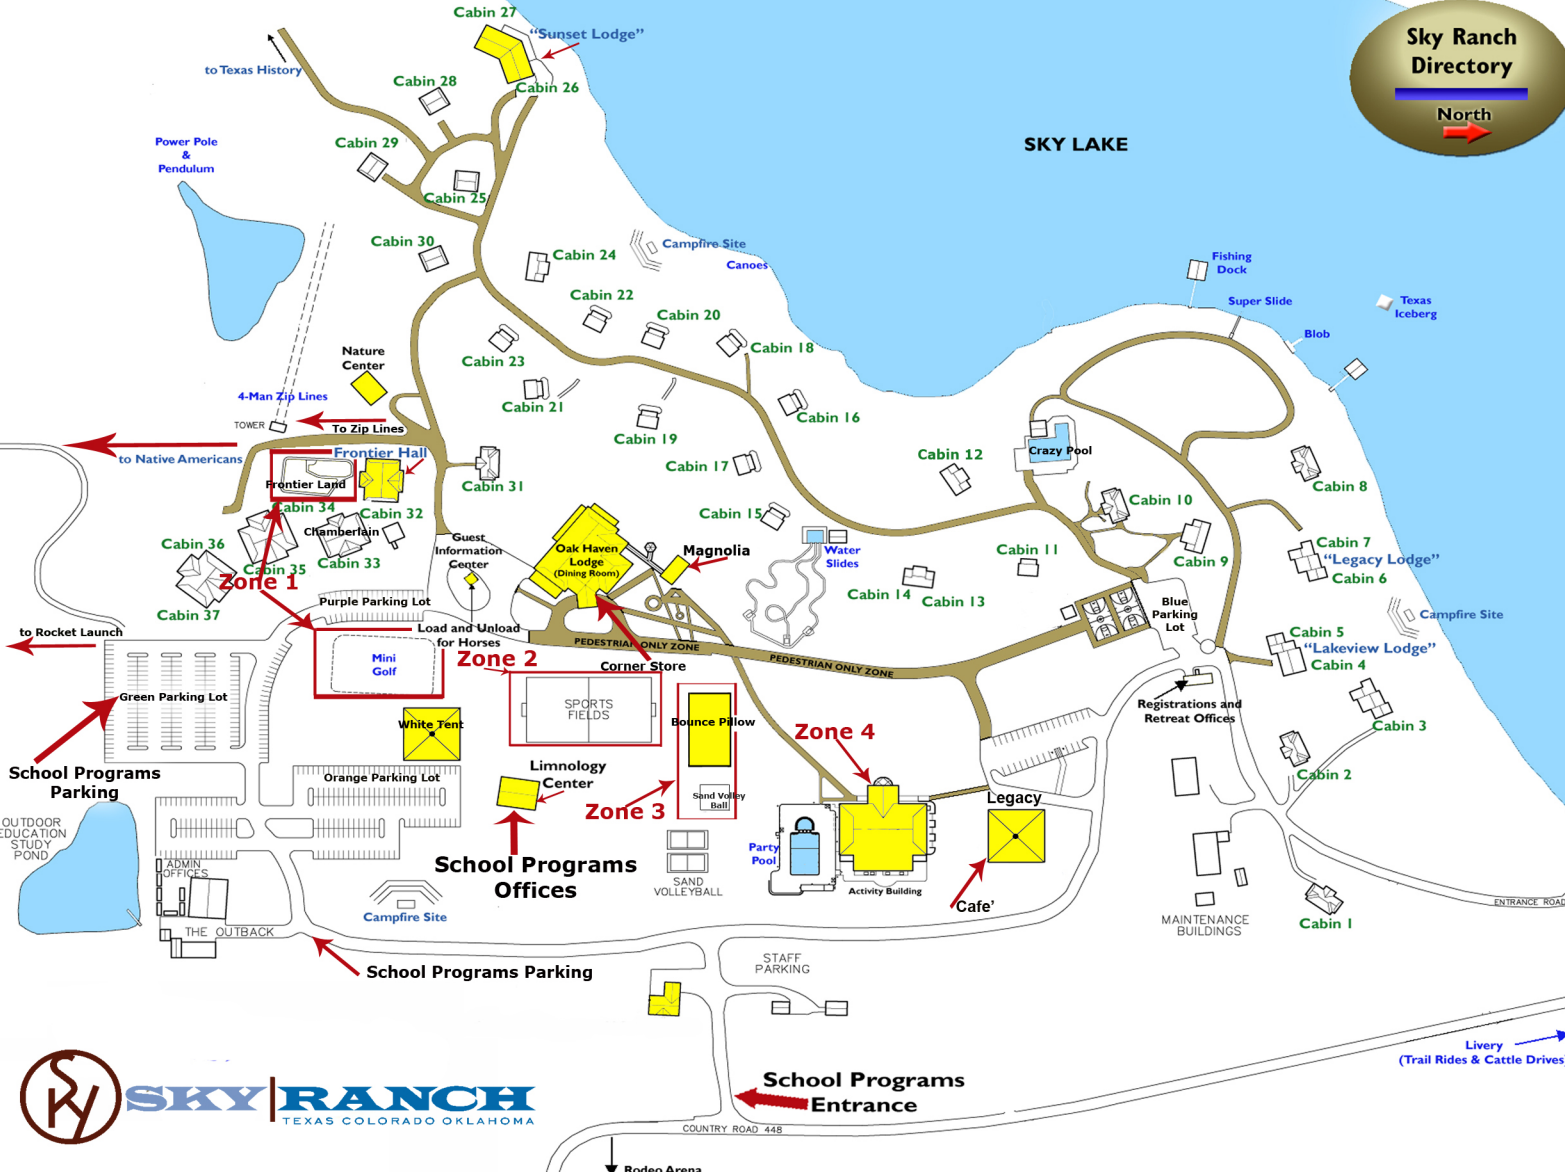 Cabin 27
"Sunset Lodge"
Sky Ranch
Directory
North
to Texas History
Cabin 28
Cabin 26
Cabin 29
Power Pole
&
Pendulum
SKY LAKE
Cabin 25
Cabin 30
Cabin 24
Campfire Site
Canoes
Fishing
Dock
Super Slide
Texas
Iceberg
Blob
Cabin 22
Cabin 20
Cabin 18
Cabin 23
Nature
Center
4-Man Zip Lines
TOWER
To Zip Lines
Cabin 21
Cabin 19
Cabin 16
to Native Americans
Frontier Hall
Frontier Land
Cabin 31
Cabin 17
Cabin 12
Crazy Pool
Cabin 8
Cabin 34
Cabin 32
Chamberlain
Cabin 33
Cabin 36
Cabin 35
Cabin 37
Zone 1
Cabin 15
Cabin 10
Guest
Information
Center
Oak Haven
Lodge
(Dining Room)
Magnolia
Water
Slides
Cabin 11
Cabin 9
Cabin 7
"Legacy Lodge"
Cabin 6
Cabin 14
Cabin 13
Blue
Parking
Lot
Campfire Site
Purple Parking Lot
to Rocket Launch
Load and Unload
for Horses
PEDESTRIAN ONLY ZONE
PEDESTRIAN ONLY ZONE
Cabin 5
"Lakeview Lodge"
Cabin 4
Mini
Golf
Zone 2
Corner Store
Green Parking Lot
SPORTS
FIELDS
Bounce Pillow
Registrations and
Retreat Offices
Cabin 3
White Tent
Zone 4
School Programs
Parking
Orange Parking Lot
Limnology
Center
Zone 3
Sand Volley
Ball
Legacy
Cabin 2
OUTDOOR
EDUCATION
STUDY
POND
School Programs
Offices
Party
Pool
ADMIN
OFFICES
SAND
VOLLEYBALL
Activity Building
Cafe'
ENTRANCE ROAD
Campfire Site
MAINTENANCE
BUILDINGS
Cabin 1
THE OUTBACK
School Programs Parking
STAFF
PARKING
Livery
(Trail Rides & Cattle Drives)
School Programs
Entrance
SKY
SKY RANCH
TEXAS COLORADO OKLAHOMA
COUNTRY ROAD 448
Rodeo Arena